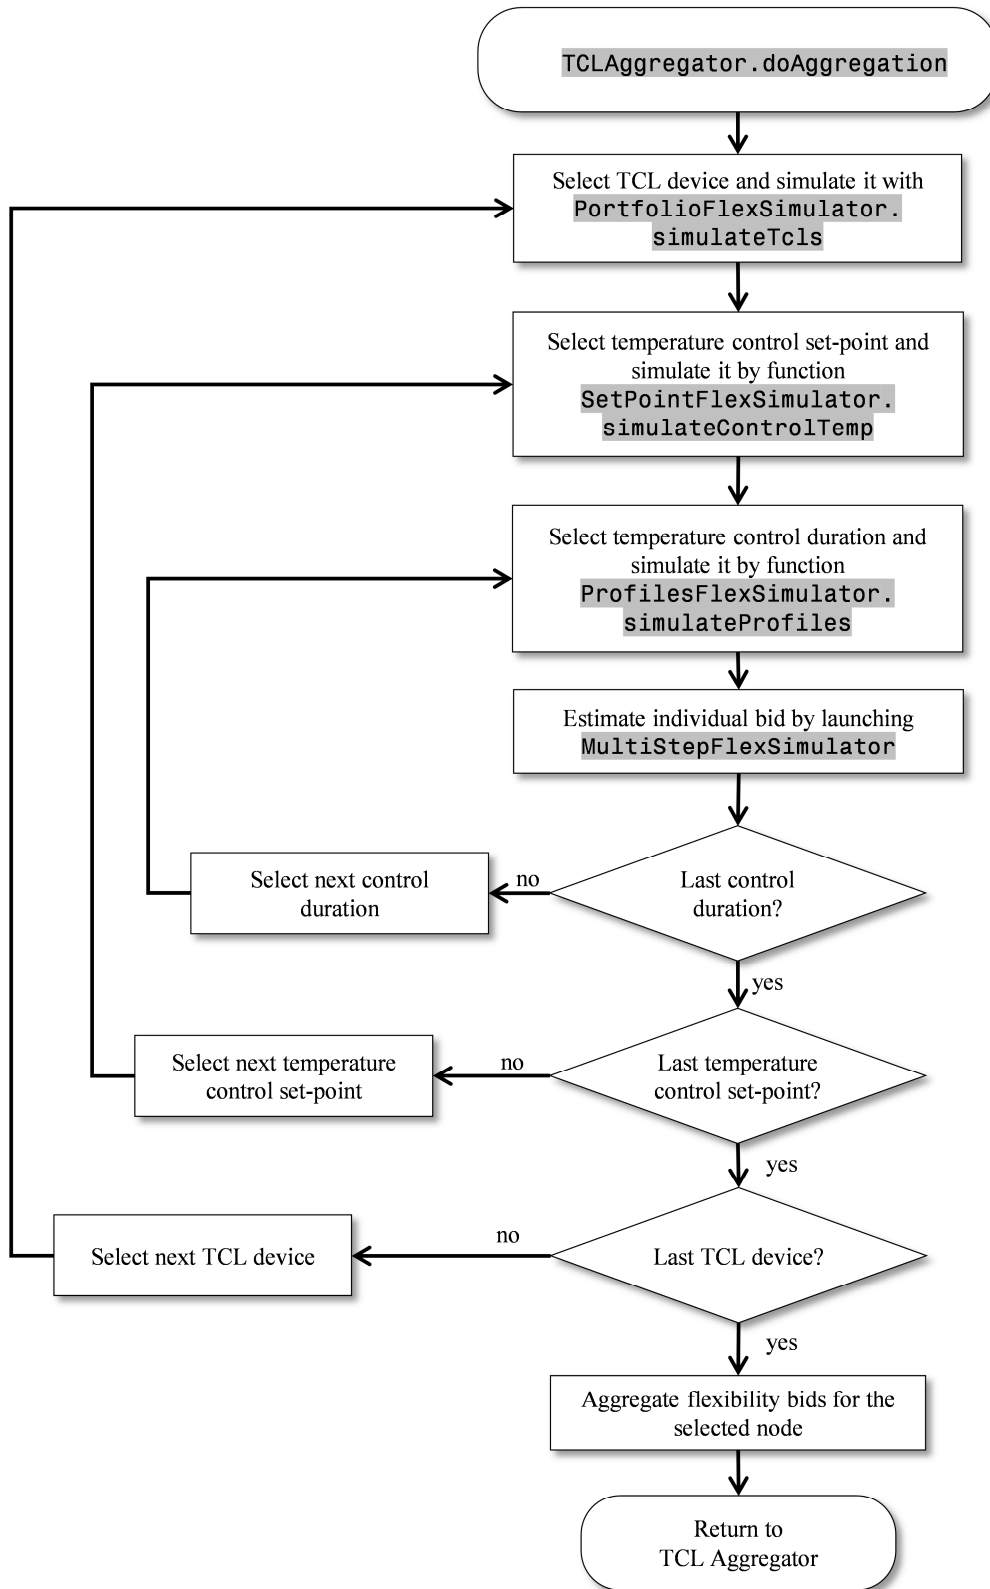 TCLAggregator.doAggregation
Select TCL device and simulate it with
PortfolioFlexSimulator.
simulateTcls
Select temperature control set-point and
simulate it by function
SetPointFlexSimulator.
simulateControlTemp
Select temperature control duration and
simulate it by function
ProfilesFlexSimulator.
simulateProfiles
Estimate individual bid by launching
MultiStepFlexSimulator
Last control
duration?
no
Select next control
duration
yes
Last temperature
control set-point?
no
Select next temperature
control set-point
yes
Last TCL device?
no
Select next TCL device
yes
Aggregate flexibility bids for the
selected node
Return to
TCL Aggregator